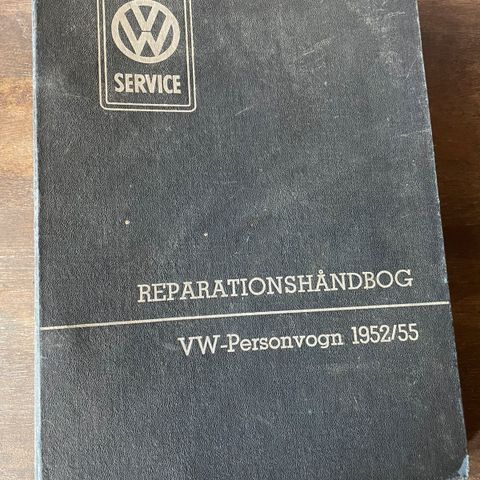 VW
SERVICE
REPARATIONSHÅNDBOG
VW-Personvogn 1952/55